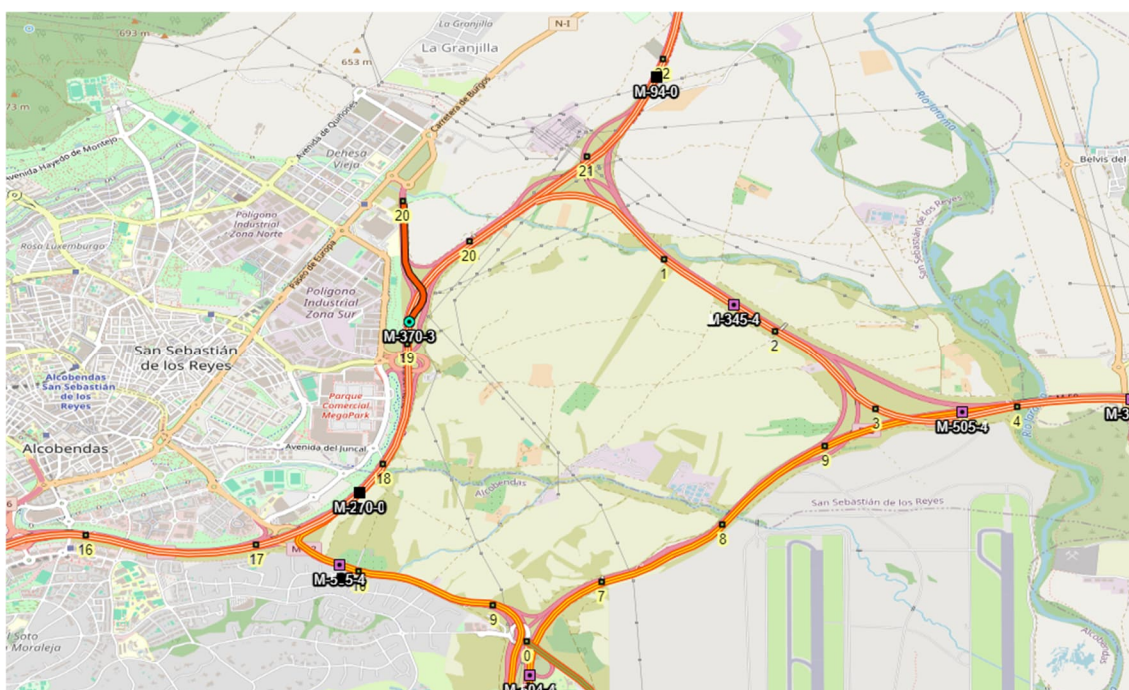 693 m
La Granjilla
N-I
La Granjilla
653 m
22
M-94-0
73 m
Carretera de Burgos
Avenida de Quiñones
Río Jarama
Avenida Hayedo de Montejo
Dehesa
Vieja
Belvis del
21
20
San Sebastián de los Reyes
Polígono
Industrial
Zona Norte
Rosa Luxemburgo
20
Paseo de Europa
1
Polígono
Industrial
Zona Sur
M-345-4
M-370-3
2
19
San Sebastián
de los Reyes
Alcobendas
San Sebastián
de los
Reyes
Parque
Comercial
MegaPark
M-50
3
M-505-4
4
Alcobendas
Avenida del Juncal
9
18
Alcobendas
M-270-0
San Sebastián de los Reyes
8
16
17
7
9
l Soto
e la Moraleja
0
Alcobendas